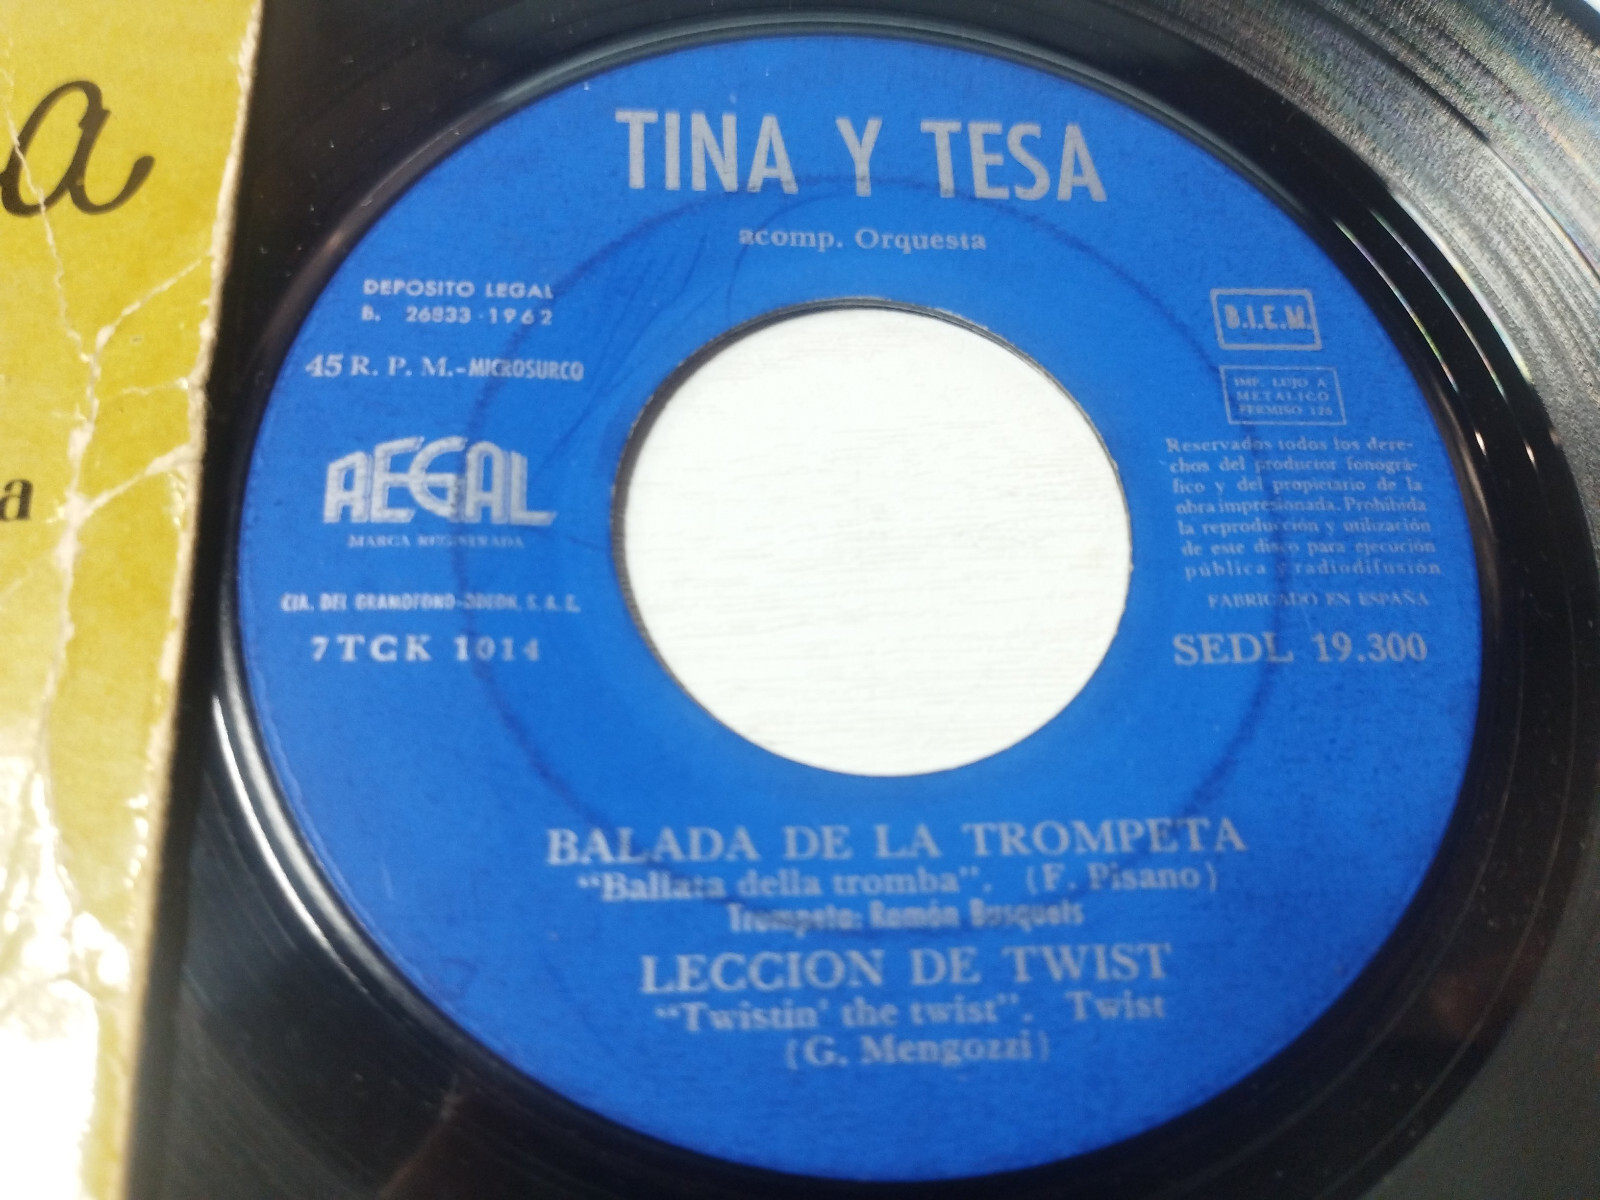 TINA Y TESA
acomp. Orquesta
DEPOSITO LEGAL
B. 26833-1962
45 R. P. M.-MICROSURCO
REGAL
MARCA REGISTRADA
CIA. DEL GRAMOFONO-ODEON, S. A. E.
7TCK 1014
B.I.E.M.
IMP. LUJO A
METALICO
PERMISO 126
Reservados todos los dere-
chos del productor fonográ-
fico y del propietario de la
obra impresionada. Prohibida
la reproducción y utilización
de este disco para ejecución
pública y radiodifusión
FABRICADO EN ESPAÑA
SEDL 19.300
BALADA DE LA TROMPETA
"Ballata della tromba". (F. Pisano)
Trompeta: Ramón Busquets
LECCION DE TWIST
"Twistin' the twist". Twist
(G. Mengozzi)
a
a